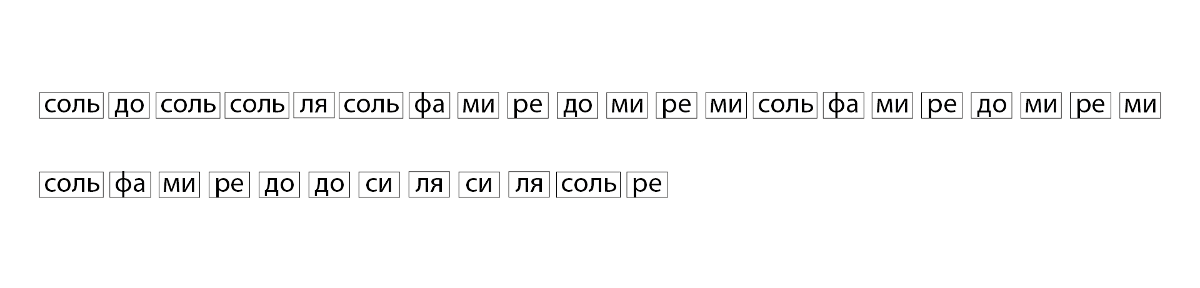 соль до соль соль ля соль фа ми ре до ми ре ми соль фа ми ре до ми ре ми
соль фа ми ре до до си ля си ля соль ре